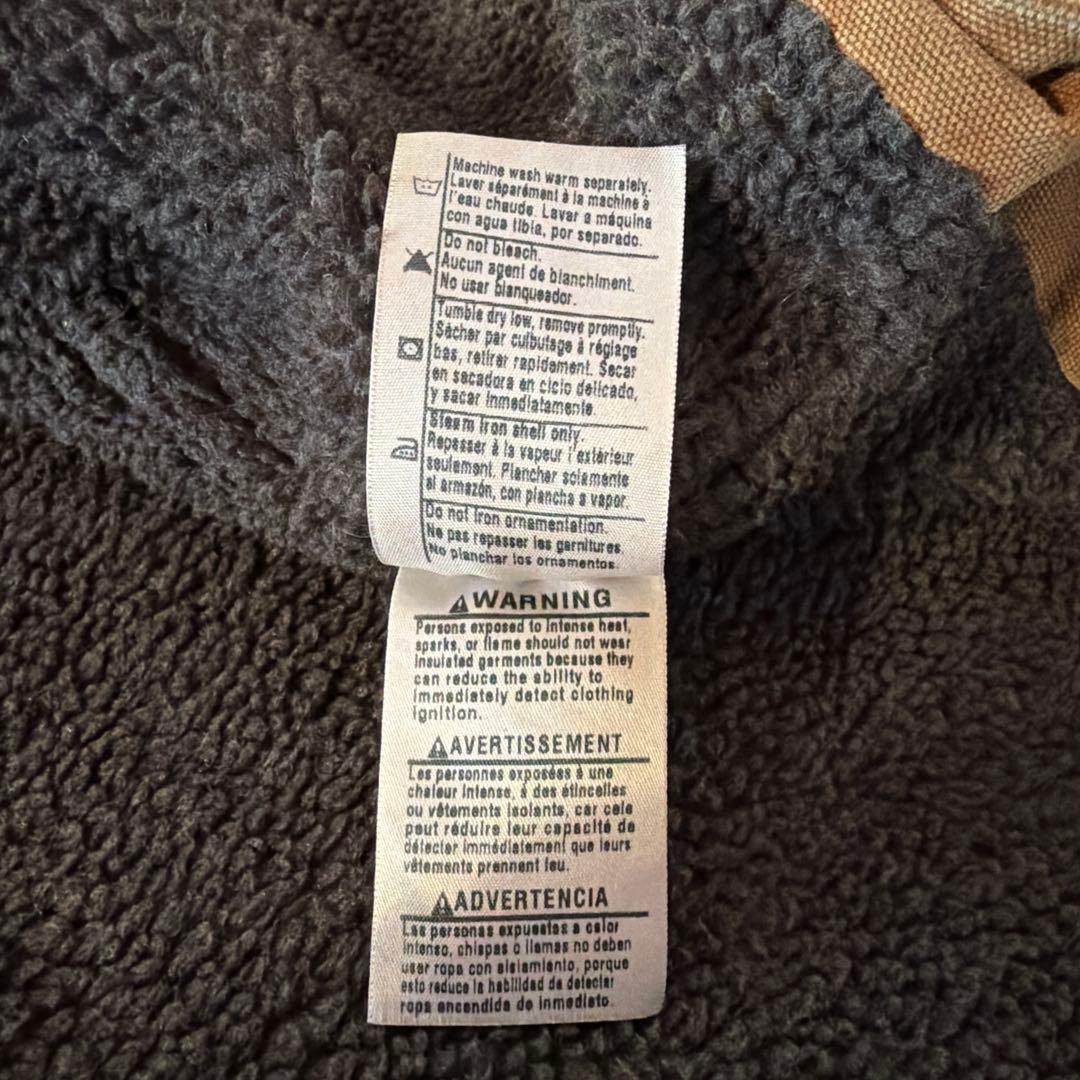 Machine wash warm separately.
Laver séparément à la machine à
l'eau chaude. Lavar a máquina
con agua tibia, por separado.
Do not bleach.
Aucun agent de blanchiment.
No usar blanqueador.
Tumble dry low, remove promptly.
Sécher par culbutage à réglage
bas, retirer rapidement. Secar
en secadora en ciclo delicado,
y sacar inmediatamente.
Steam iron shell only.
Repasser à la vapeur l'extérieur
seulement. Planchar solamente
el armazón, con plancha a vapor.
Do not iron ornamentation.
Ne pas repasser les garnitures.
No planchar los ornamentos.
WARNING
Persons exposed to intense heat,
sparks, or flame should not wear
insulated garments because they
can reduce the ability to
immediately detect clothing
ignition.
AVERTISSEMENT
Les personnes exposées à une
chaleur intense, à des étincelles
ou vêtements isolants, car cela
peut réduire leur capacité de
détecter immédiatement que leurs
vêtements prennent feu.
ADVERTENCIA
Las personas expuestas a calor
intenso, chispas o llamas no deben
usar ropa con aislamiento, porque
esto reduce la habilidad de detectar
ropa encendida de inmediato.